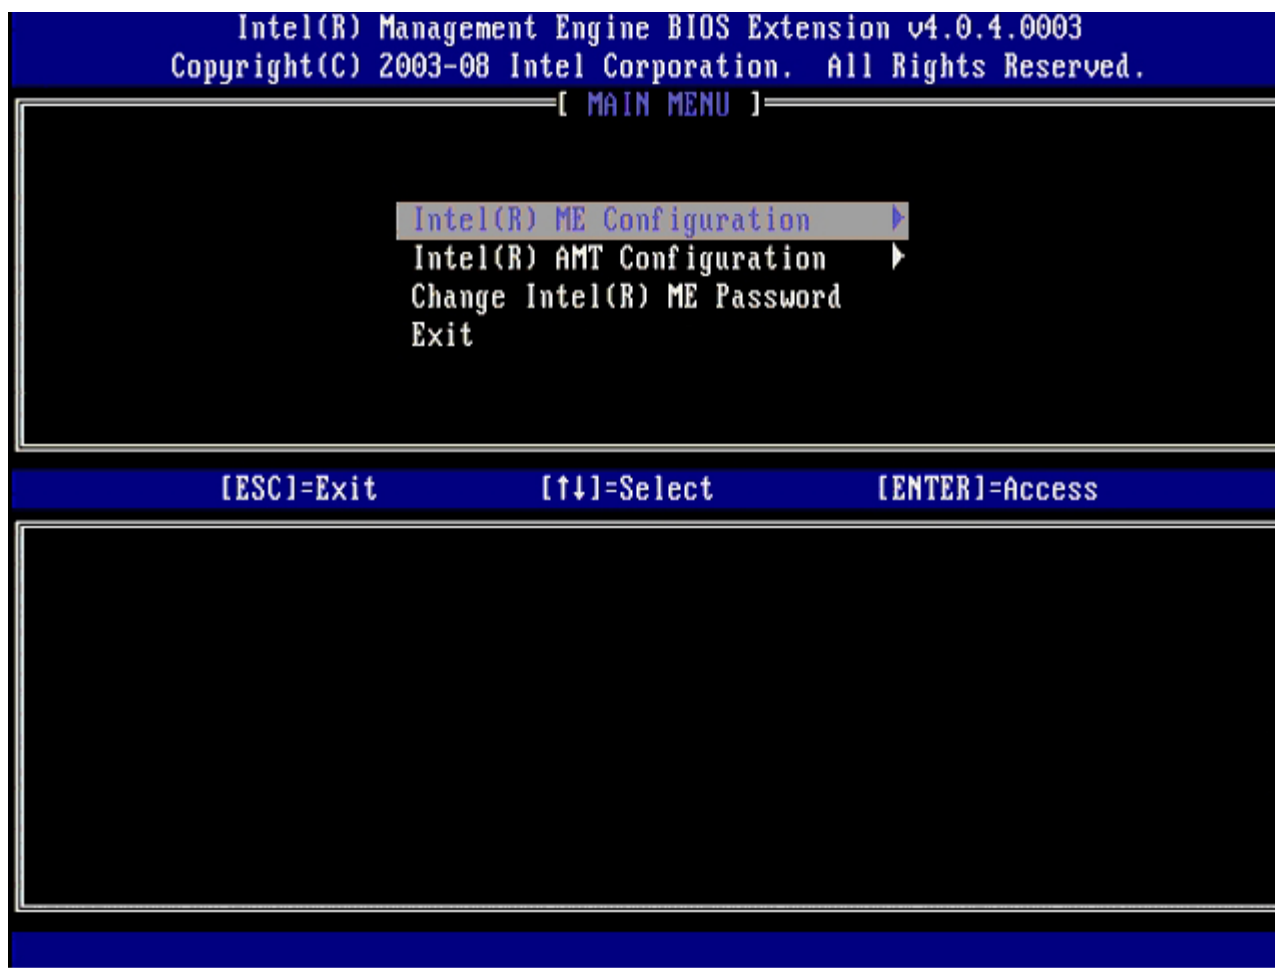 Intel(R) Management Engine BIOS Extension v4.0.4.0003
Copyright(C) 2003-08 Intel Corporation. All Rights Reserved.
[ MAIN MENU ]
Intel(R) ME Configuration ►
Intel(R) AMT Configuration ►
Change Intel(R) ME Password
Exit
[ESC]=Exit [↑↓]=Select [ENTER]=Access